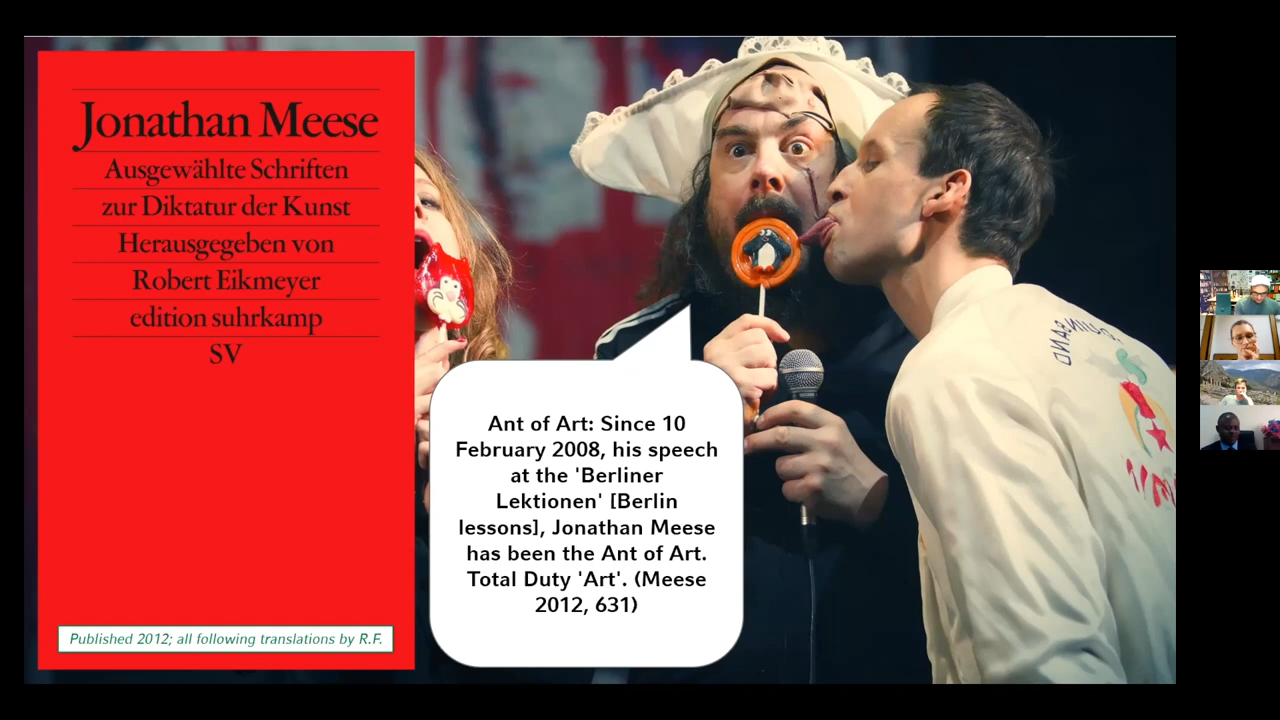 Jonathan Meese
Ausgewählte Schriften
zur Diktatur der Kunst
Herausgegeben von
Robert Eikmeyer
edition suhrkamp
SV
Published 2012; all following translations by R.F.
Ant of Art: Since 10
February 2008, his speech
at the 'Berliner
Lektionen' [Berlin
lessons], Jonathan Meese
has been the Ant of Art.
Total Duty 'Art'. (Meese
2012, 631)